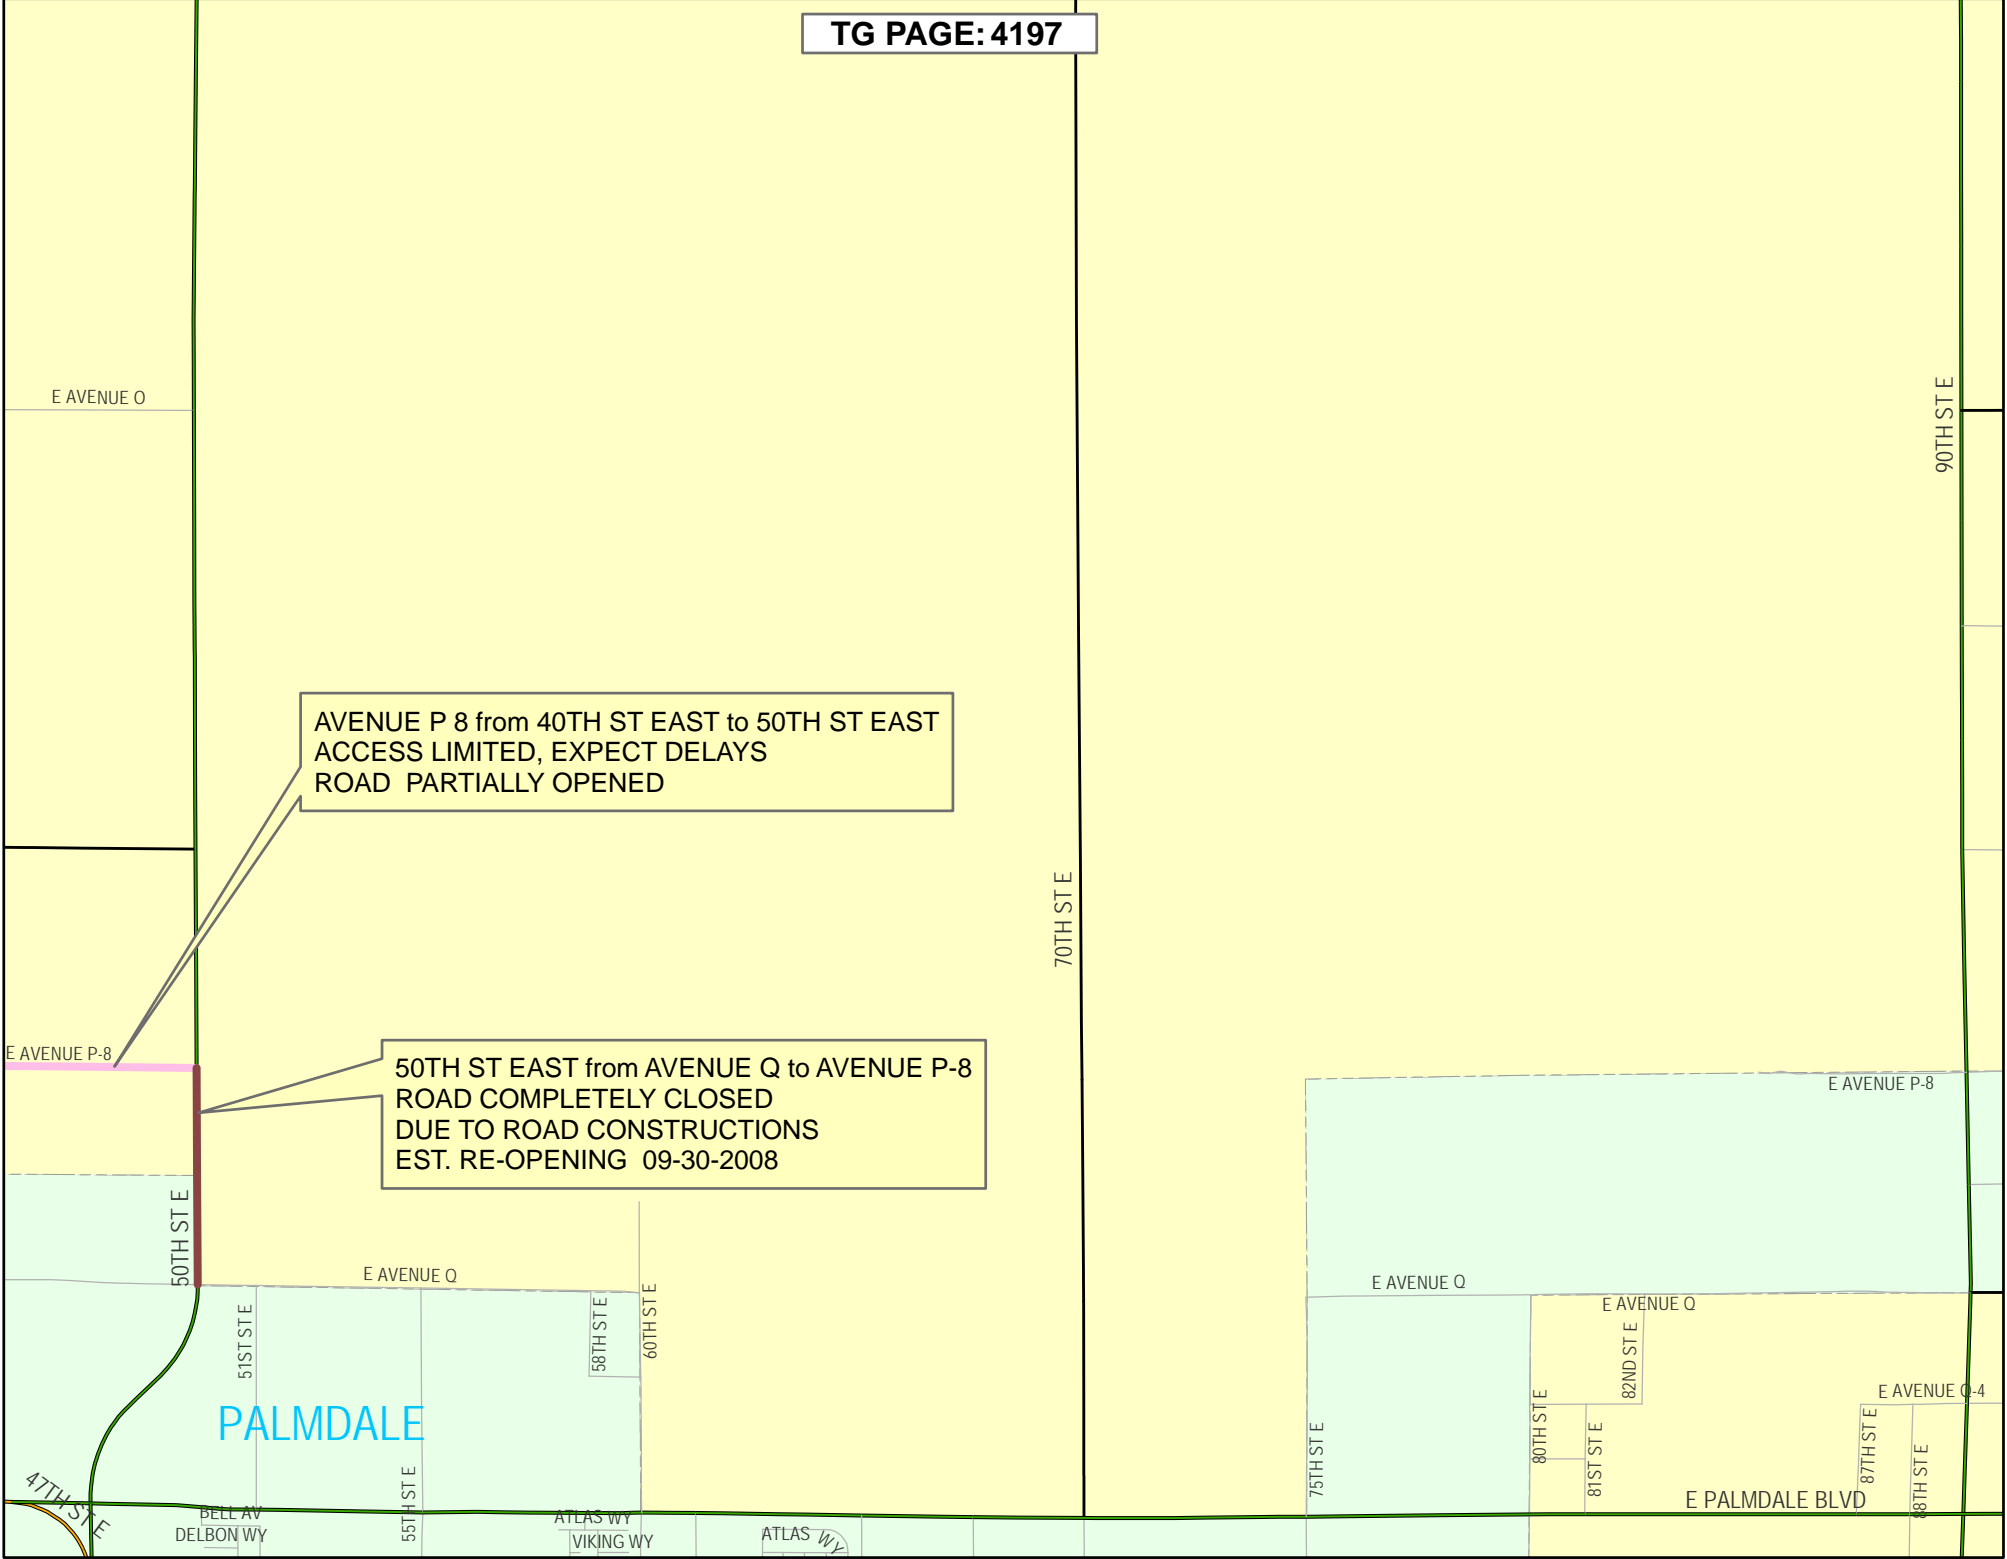 TG PAGE: 4197
E AVENUE O
90TH ST E
AVENUE P 8 from 40TH ST EAST to 50TH ST EAST
ACCESS LIMITED, EXPECT DELAYS
ROAD PARTIALLY OPENED
70TH ST E
E AVENUE P-8
50TH ST EAST from AVENUE Q to AVENUE P-8
ROAD COMPLETELY CLOSED
DUE TO ROAD CONSTRUCTIONS
EST. RE-OPENING 09-30-2008
E AVENUE P-8
50TH ST E
E AVENUE Q
E AVENUE Q
E AVENUE Q
51ST ST E
58TH ST E
60TH ST E
82ND ST E
E AVENUE Q-4
PALMDALE
80TH ST E
75TH ST E
81ST ST E
87TH ST E
88TH ST E
55TH ST E
47TH ST E
E PALMDALE BLVD
BELL AV
DELBON WY
ATLAS WY
VIKING WY
ATLAS WY